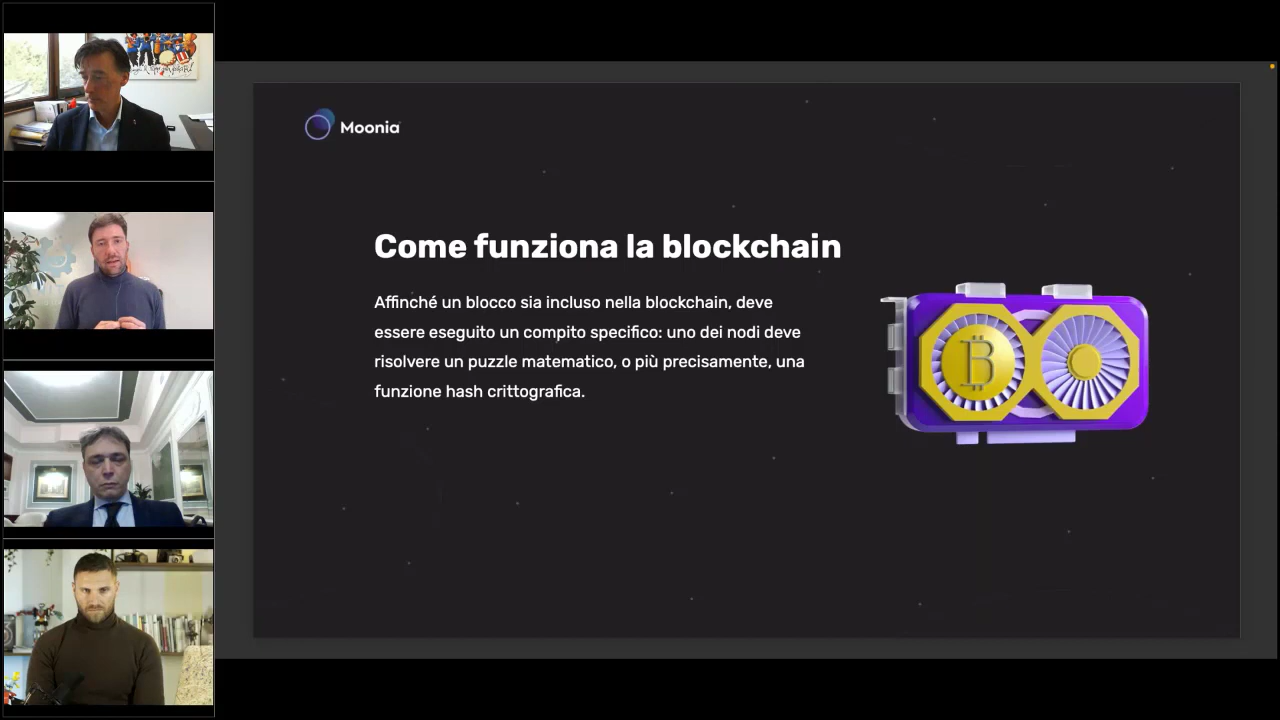 Moonia
Come funziona la blockchain
Affinché un blocco sia incluso nella blockchain, deve
essere eseguito un compito specifico: uno dei nodi deve
risolvere un puzzle matematico, o più precisamente, una
funzione hash crittografica.